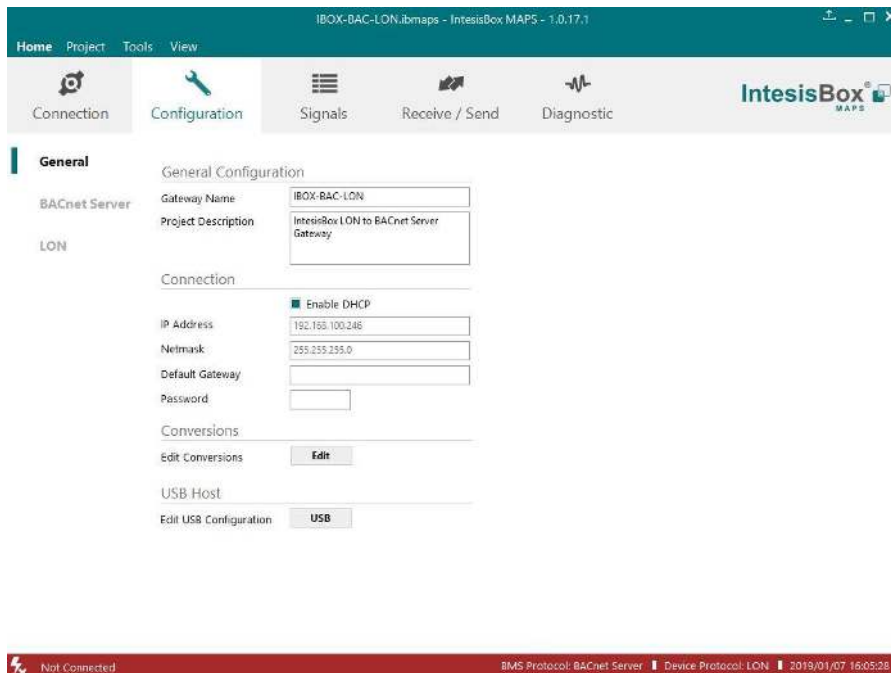 IBOX-BAC-LON.ibmaps - IntesisBox MAPS - 1.0.17.1
Home Project Tools View
Connection Configuration Signals Receive / Send Diagnostic
IntesisBox® MAPS
General
BACnet Server
LON
General Configuration
Gateway Name IBOX-BAC-LON
Project Description IntesisBox LON to BACnet Server
Gateway
Connection
Enable DHCP
IP Address 192.168.100.246
Netmask 255.255.255.0
Default Gateway
Password
Conversions
Edit Conversions Edit
USB Host
Edit USB Configuration USB
Not Connected BMS Protocol: BACnet Server Device Protocol: LON 2019/01/07 16:05:28